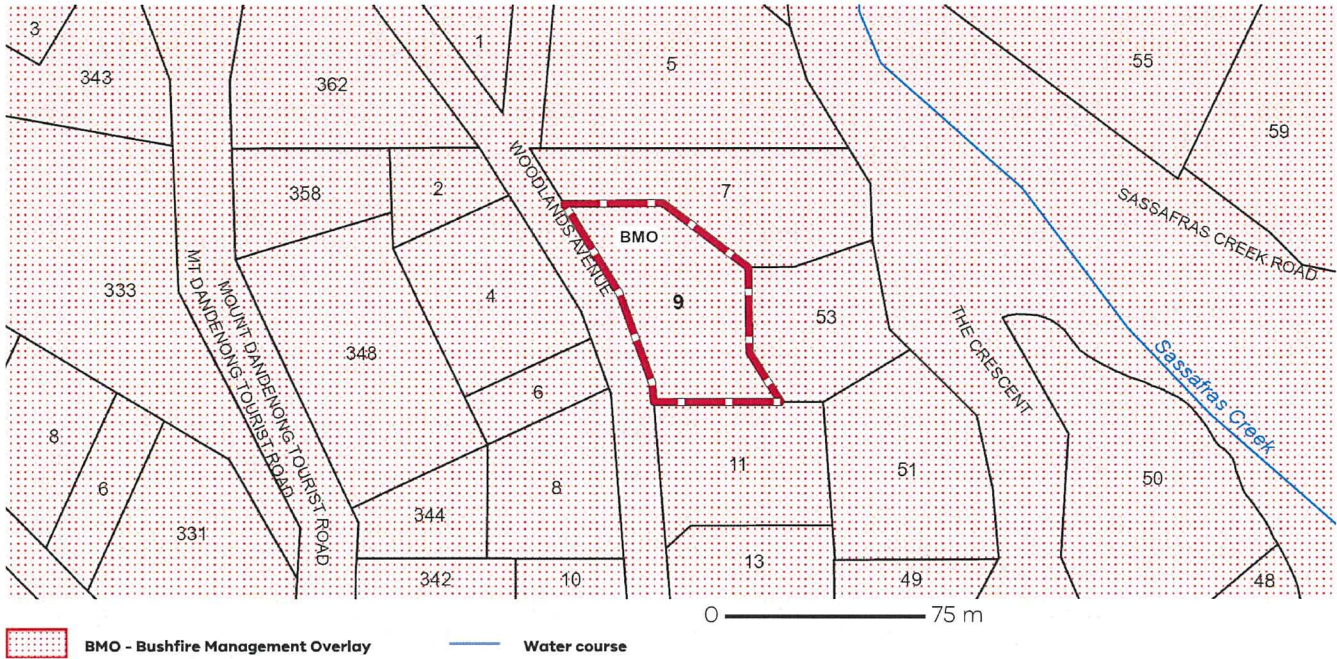 3
343
362
1
5
55
59
358
2
WOODLANDS AVENUE
7
SASSAFRAS CREEK ROAD
BMO
333
MT DANDENONG TOURIST ROAD
MOUNT DANDENONG TOURIST ROAD
348
4
9
53
THE CRESCENT
Sassafras Creek
6
8
6
331
344
8
11
51
50
342
10
13
49
48
0 75 m
BMO - Bushfire Management Overlay
Water course